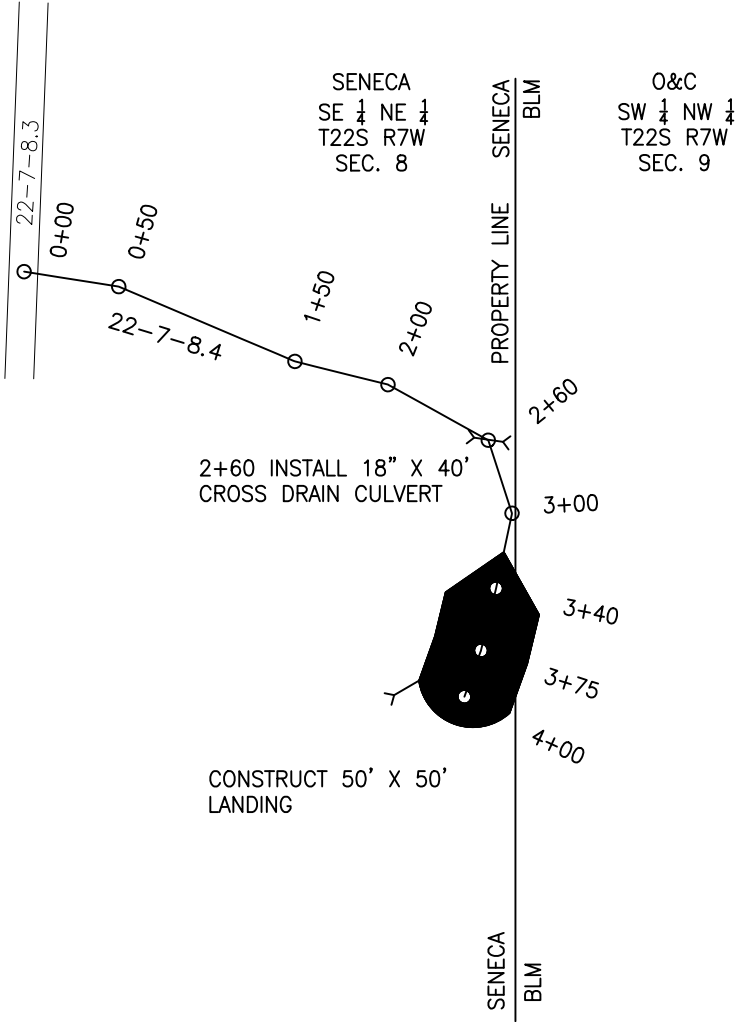 SENECA
SE 1/4 NE 1/4
T22S R7W
SEC. 8
O&C
SW 1/4 NW 1/4
T22S R7W
SEC. 9
SENECA
BLM
PROPERTY LINE
22-7-8.3
0+00
0+50
1+50
2+00
22-7-8.4
2+60
2+60 INSTALL 18" X 40'
CROSS DRAIN CULVERT
3+00
3+40
3+75
4+00
CONSTRUCT 50' X 50'
LANDING
SENECA
BLM